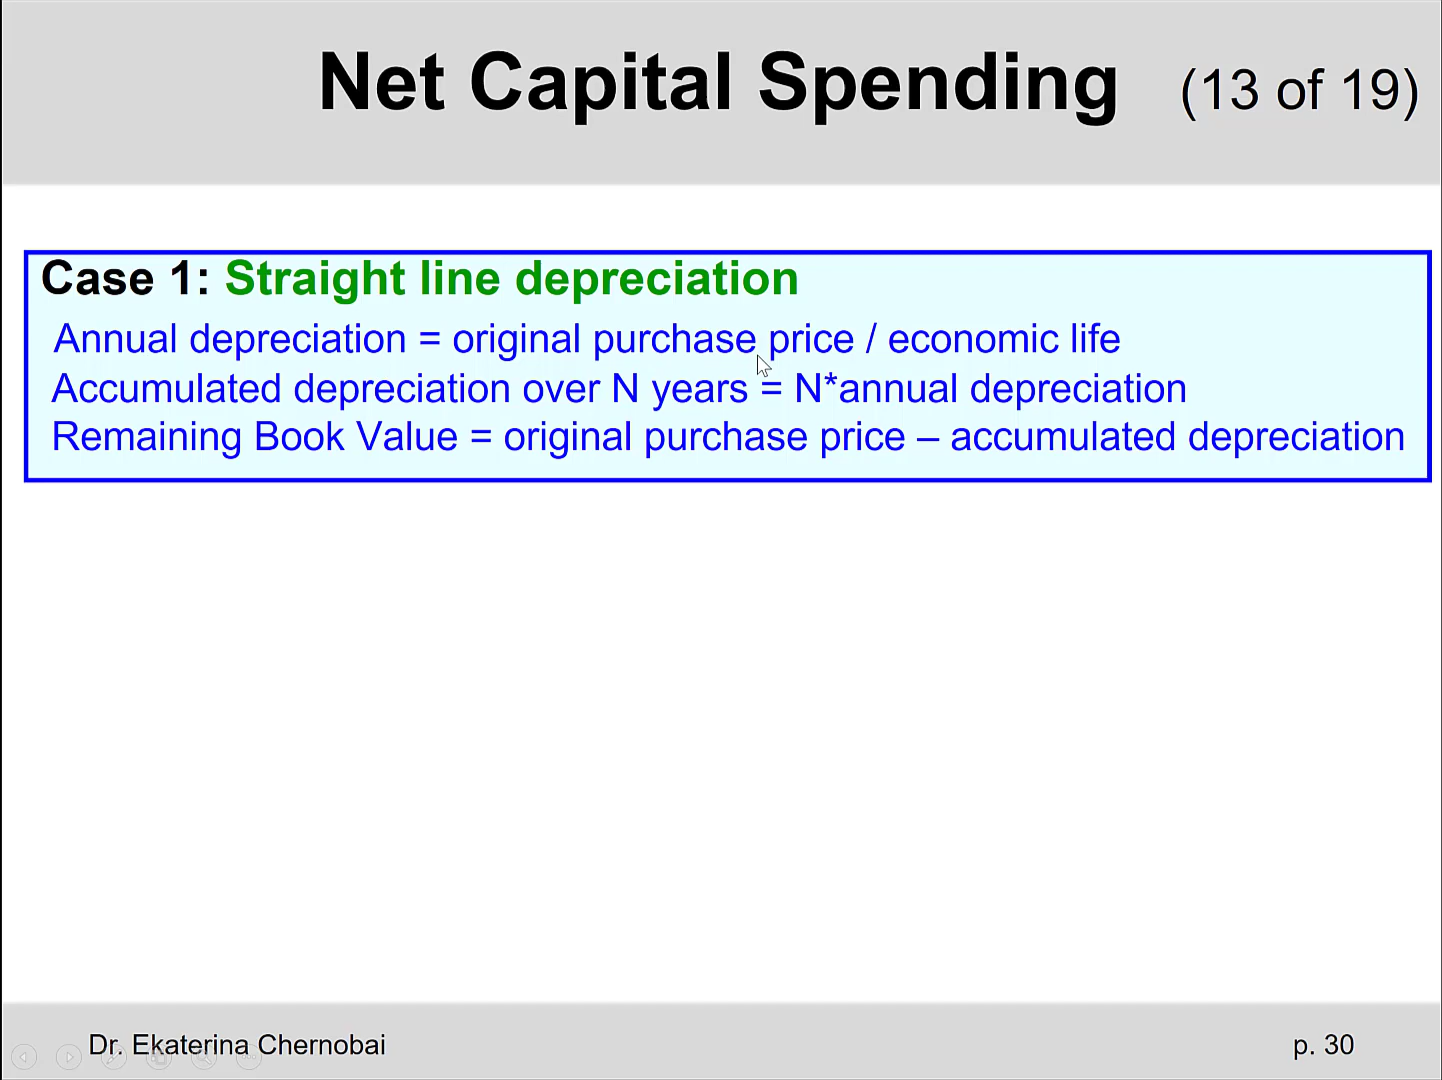 Net Capital Spending (13 of 19)
Case 1: Straight line depreciation
Annual depreciation = original purchase price / economic life
Accumulated depreciation over N years = N*annual depreciation
Remaining Book Value = original purchase price – accumulated depreciation
Dr. Ekaterina Chernobai
p. 30